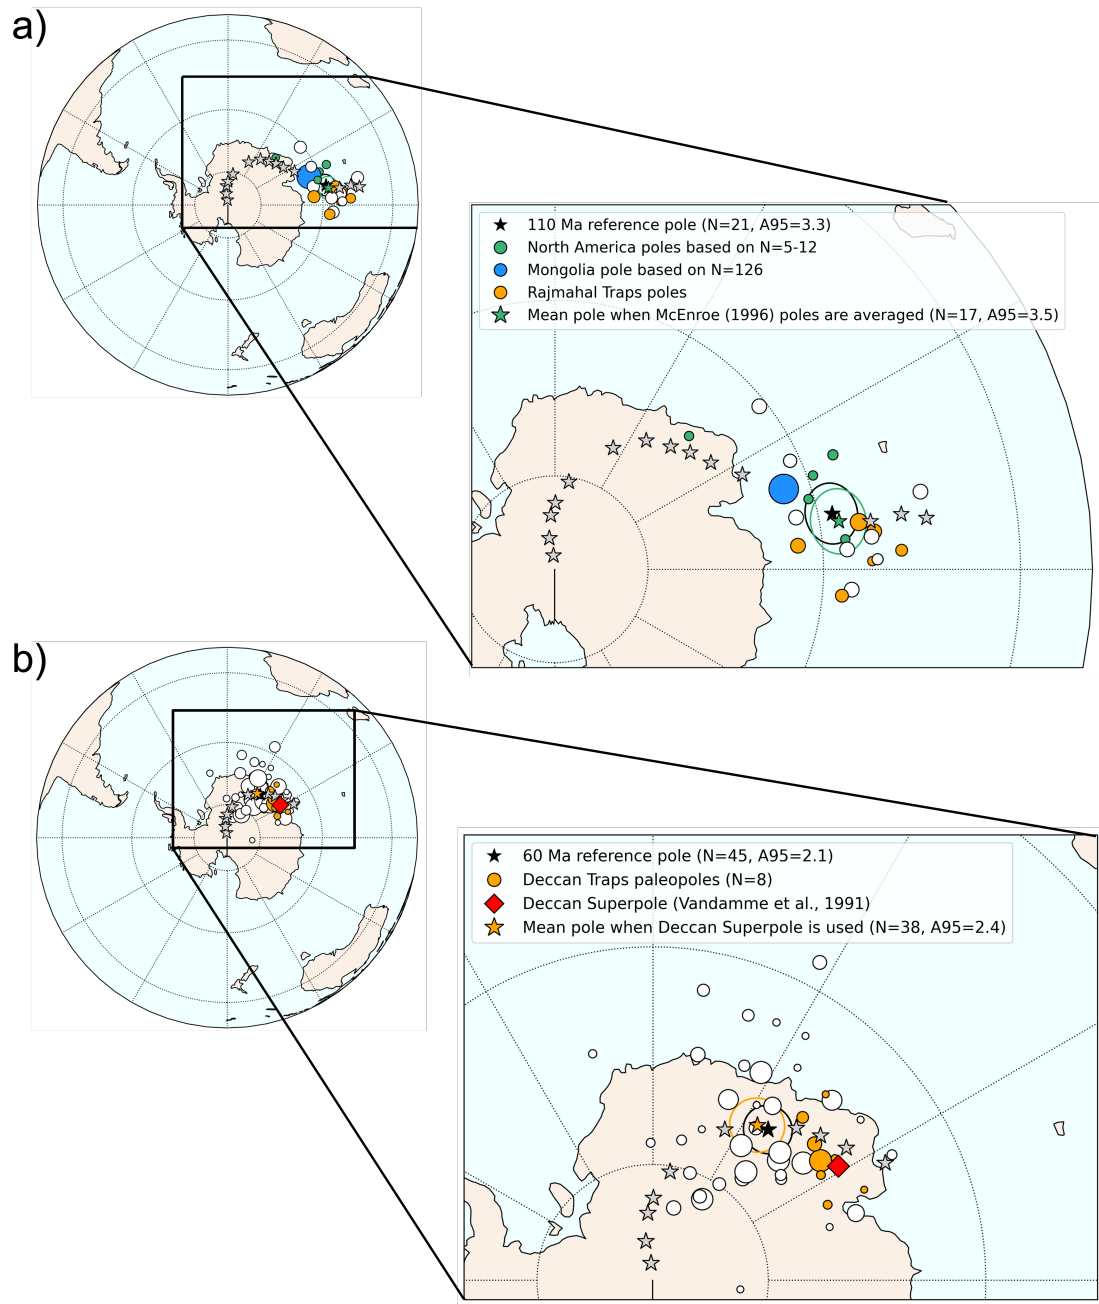 a)
110 Ma reference pole (N=21, A95=3.3)
North America poles based on N=5-12
Mongolia pole based on N=126
Rajmahal Traps poles
Mean pole when McEnroe (1996) poles are averaged (N=17, A95=3.5)
b)
60 Ma reference pole (N=45, A95=2.1)
Deccan Traps paleopoles (N=8)
Deccan Superpole (Vandamme et al., 1991)
Mean pole when Deccan Superpole is used (N=38, A95=2.4)